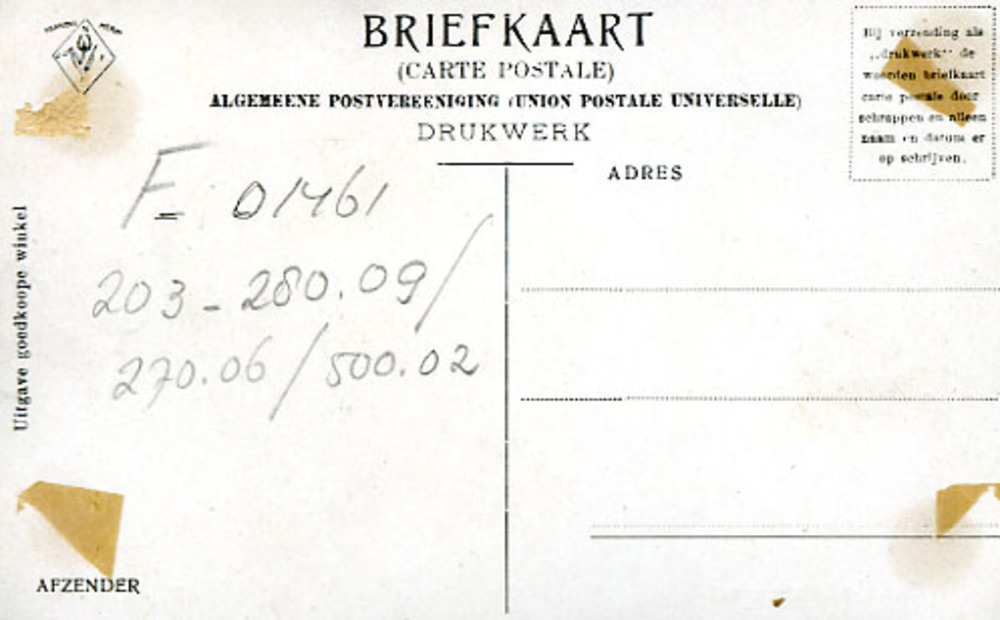 BRIEFKAART
(CARTE POSTALE)
ALGEMEENE POSTVEREENIGING (UNION POSTALE UNIVERSELLE)
DRUKWERK
Bij verzending als
„drukwerk" de
woorden briefkaart
carte postale door
schrappen en alleen
naam en datum er
op schrijven.
ADRES
F= 01461
203-280.09/
270.06/500.02
Uitgave goedkoope winkel
AFZENDER